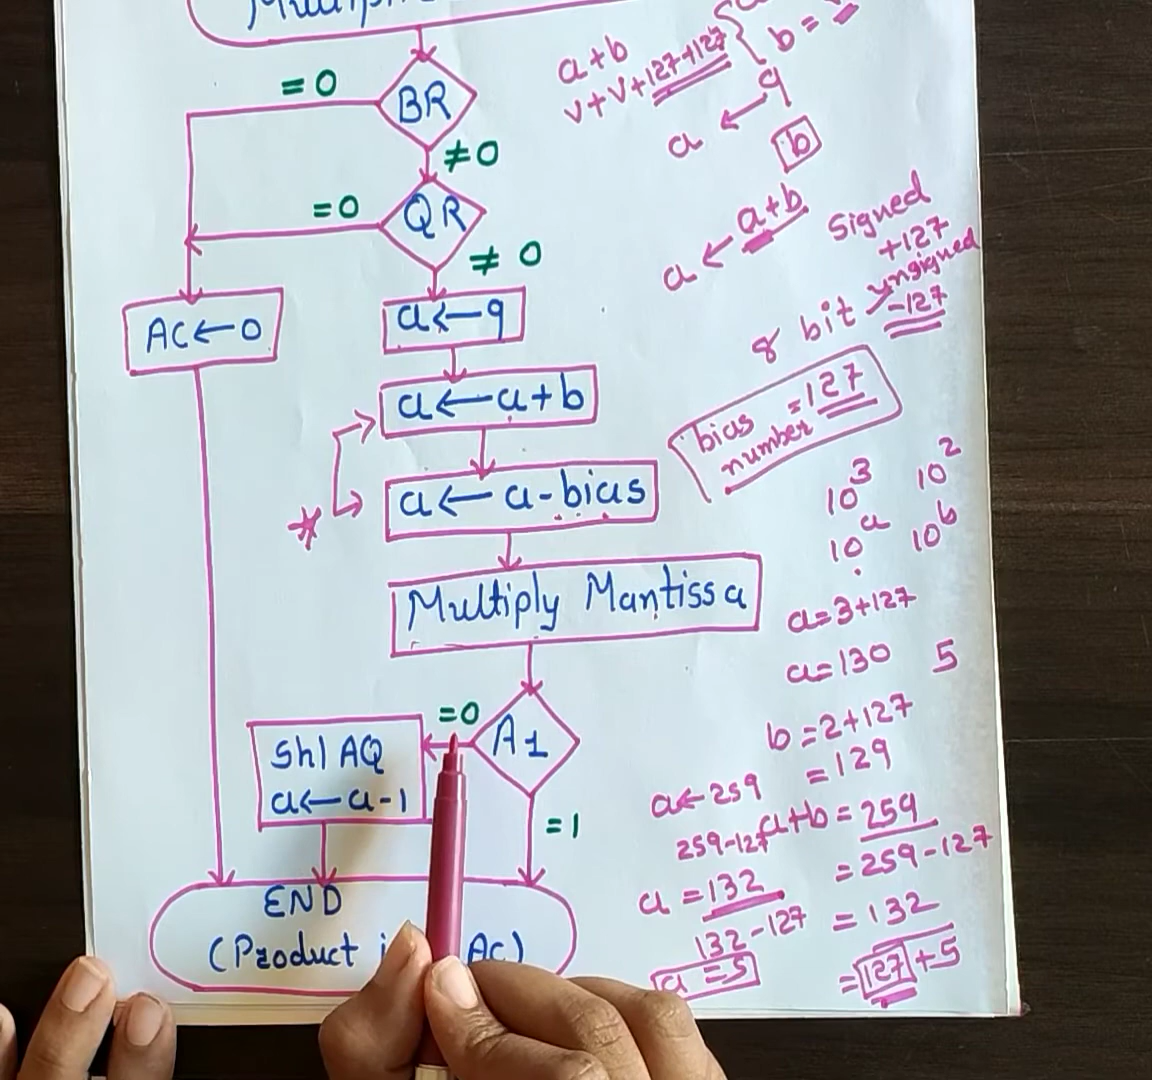 = 0
BR
≠ 0
= 0
QR
≠ 0
AC ← 0
a ← q
a ← a + b
*
a ← a - bias
Multiply Mantissa
= 0
A1
Shl AQ
a ← a - 1
= 1
END
(Product AC)
a+b
v+v+127+127
b =
q
a ←
b
a ← a+b
Signed
+127
8 bit unsigned
-127
bias
number = 127
10³ 10²
10ᵃ 10ᵇ
a = 3 + 127
a = 130 5
b = 2 + 127
= 129
a ← 259
a+b = 259
259-127
= 259-127
a = 132
= 132
132-127
a = 5
= 127 + 5